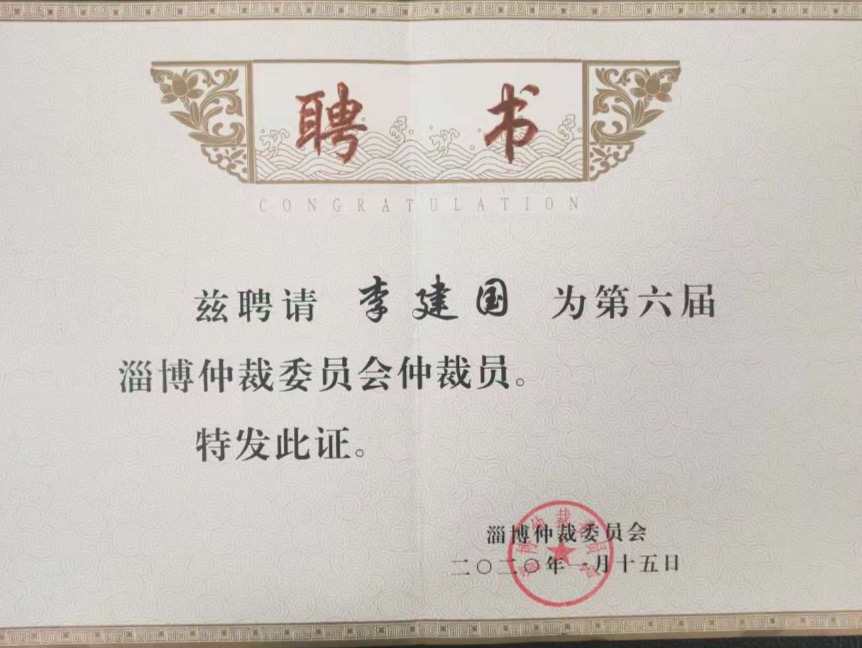 聘书
CONGRATULATION
兹聘请 李建国 为第六届
淄博仲裁委员会仲裁员。
特发此证。
淄博仲裁委员会
二〇二〇年一月十五日